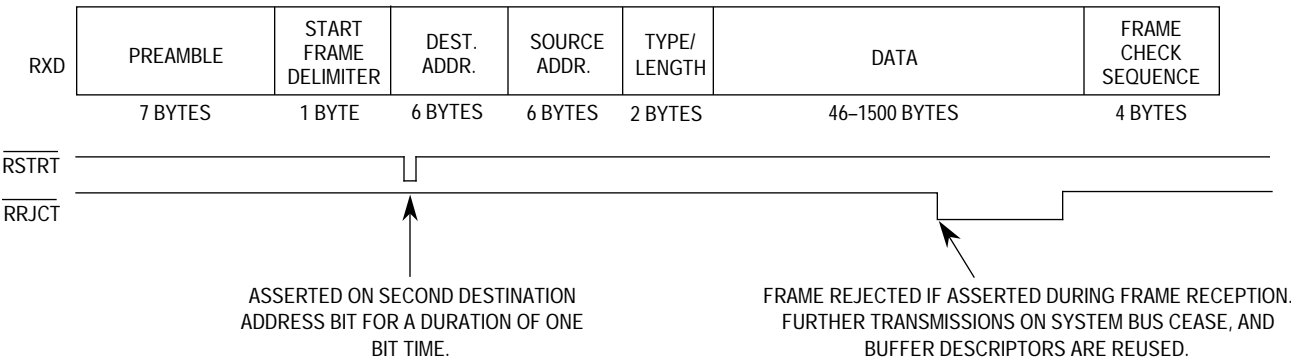 RXD
PREAMBLE
START
FRAME
DELIMITER
DEST.
ADDR.
SOURCE
ADDR.
TYPE/
LENGTH
DATA
FRAME
CHECK
SEQUENCE
7 BYTES
1 BYTE
6 BYTES
6 BYTES
2 BYTES
46–1500 BYTES
4 BYTES
RSTRT
RRJCT
ASSERTED ON SECOND DESTINATION
ADDRESS BIT FOR A DURATION OF ONE
BIT TIME.
FRAME REJECTED IF ASSERTED DURING FRAME RECEPTION.
FURTHER TRANSMISSIONS ON SYSTEM BUS CEASE, AND
BUFFER DESCRIPTORS ARE REUSED.